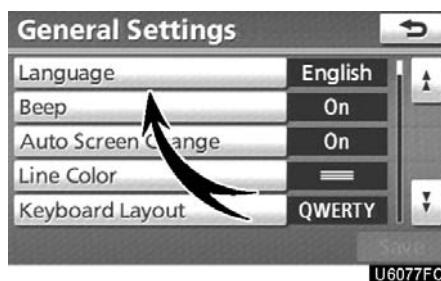 General Settings
Language English
Beep On
Auto Screen Change On
Line Color
Keyboard Layout QWERTY
Save
U6077FC